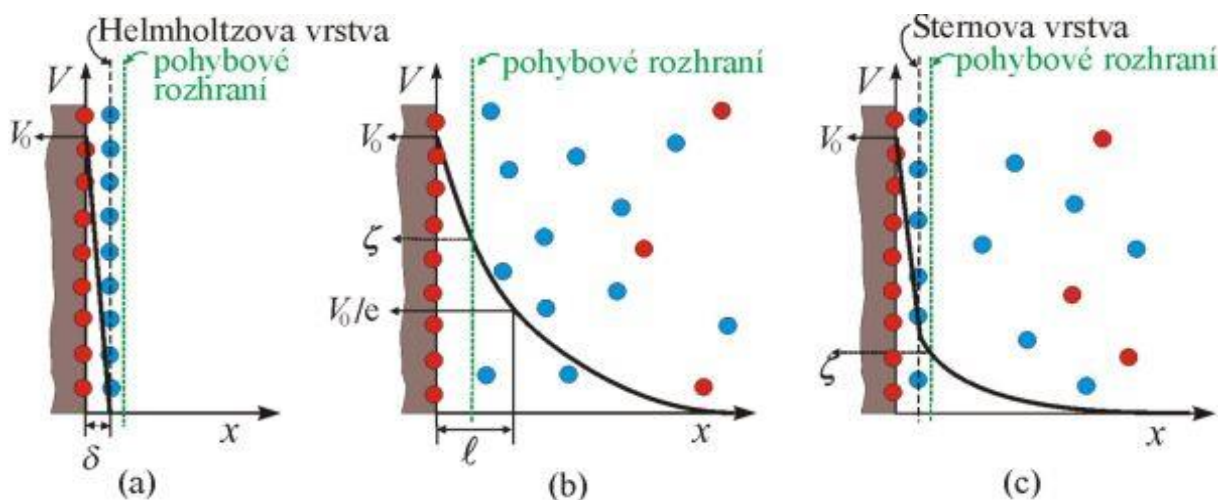 Helmholtzova vrstva
pohybové
rozhraní
V
V₀
x
δ
(a)
pohybové rozhraní
V
V₀
ζ
V₀/e
x
ℓ
(b)
Sternova vrstva
pohybové rozhraní
V
V₀
ζ
x
(c)